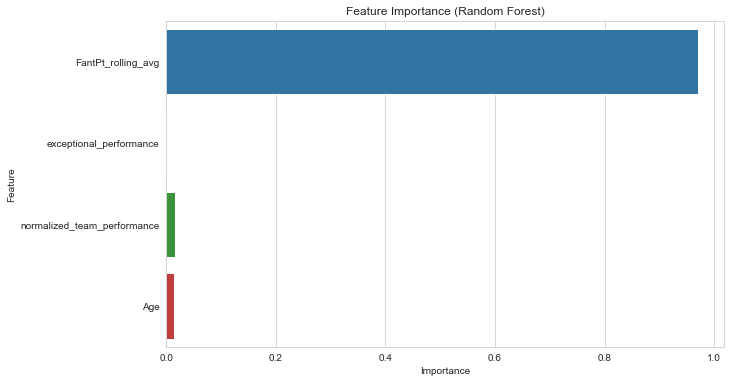 Feature Importance (Random Forest)
FantPt_rolling_avg
exceptional_performance
normalized_team_performance
Age
Feature
0.0 0.2 0.4 0.6 0.8 1.0
Importance